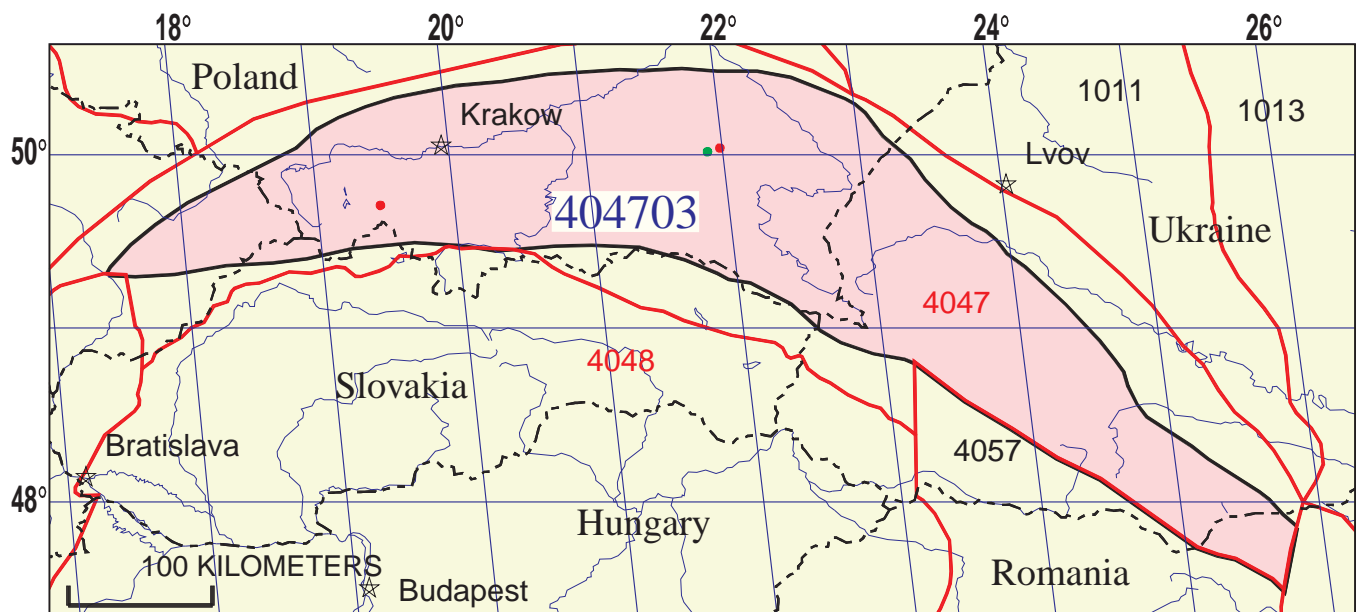 18° 20° 22° 24° 26°
Poland
1011
1013
Krakow
50°
Lvov
404703
Ukraine
4047
4048
Slovakia
Bratislava
4057
48°
Hungary
100 KILOMETERS
Romania
Budapest